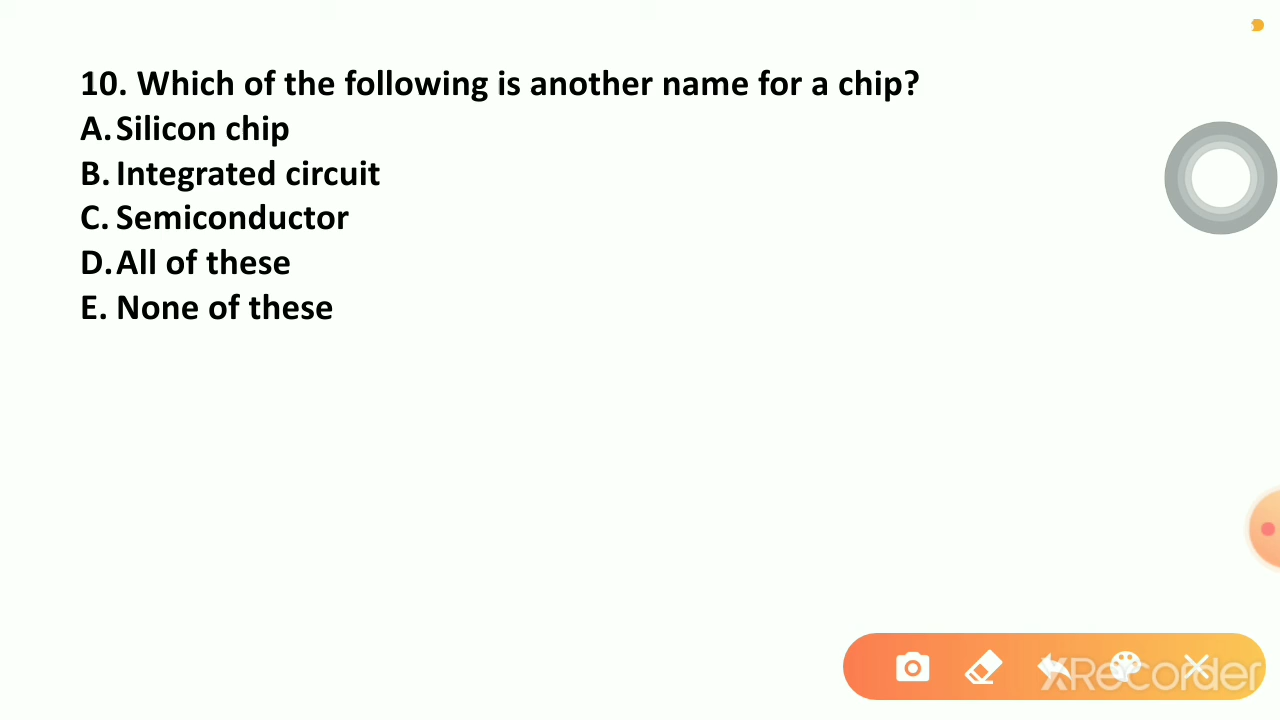 10. Which of the following is another name for a chip?
A. Silicon chip
B. Integrated circuit
C. Semiconductor
D. All of these
E. None of these
XRecorder